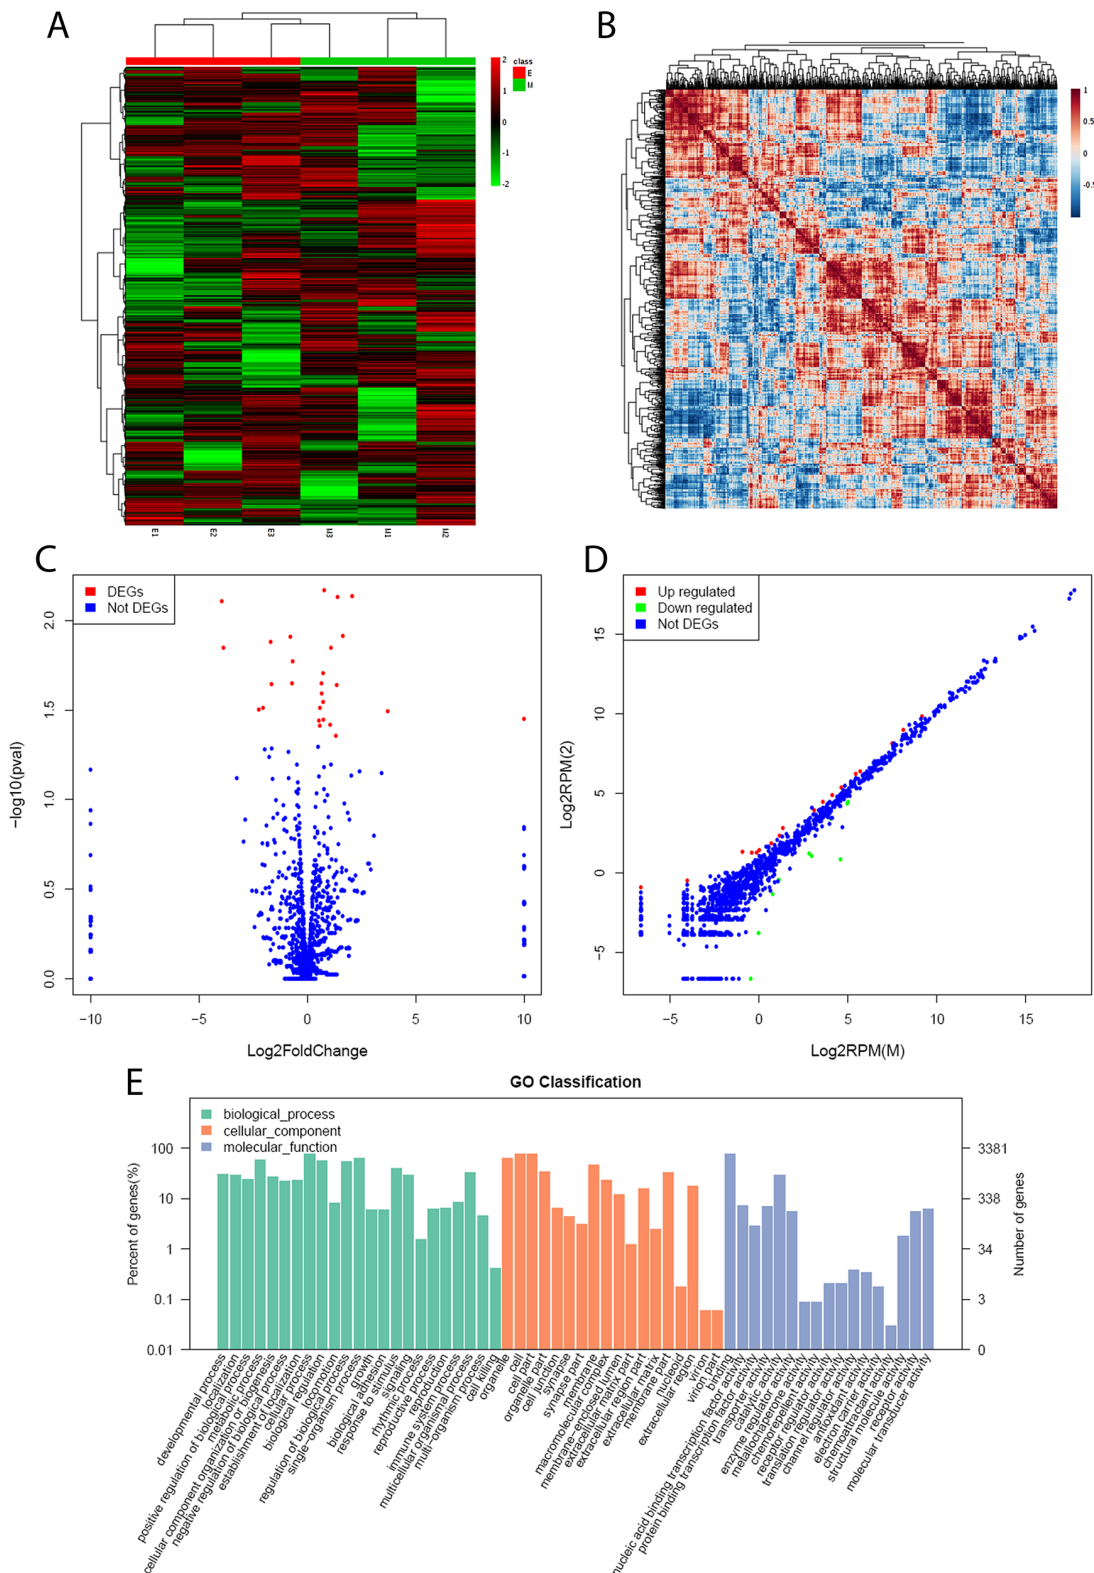 A
B
2
1
0
-1
-2
class
E
M
E1
E2
E3
M3
M1
M2
1
0.5
0
-0.5
C
DEGs
Not DEGs
2.0
1.5
1.0
0.5
0.0
−log10(pval)
−10
−5
0
5
10
Log2FoldChange
D
Up regulated
Down regulated
Not DEGs
15
10
5
0
−5
Log2RPM(2)
−5
0
5
10
15
Log2RPM(M)
E
GO Classification
biological_process
cellular_component
molecular_function
100
10
1
0.1
0.01
Percent of genes(%)
3381
338
34
3
0
Number of genes
developmental process
localization
positive regulation of biological process
metabolic process
cellular component organization or biogenesis
negative regulation of biological process
establishment of localization
cellular process
biological regulation
locomotion
regulation of biological process
single-organism process
growth
biological adhesion
response to stimulus
signaling
rhythmic process
reproductive process
reproduction
immune system process
multicellular organismal process
multi-organism process
cell killing
organelle
cell
cell part
organelle part
junction
synapse
synapse part
membrane
macromolecular complex
membrane-enclosed lumen
extracellular matrix part
extracellular region part
extracellular matrix
membrane part
nucleoid
extracellular region
virion
virion part
binding
nucleic acid binding transcription factor activity
protein binding transcription factor activity
transporter activity
catalytic activity
enzyme regulator activity
metallochaperone activity
chemorepellent activity
receptor regulator activity
translation regulator activity
channel regulator activity
antioxidant activity
electron carrier activity
chemoattractant activity
structural molecule activity
receptor activity
molecular transducer activity